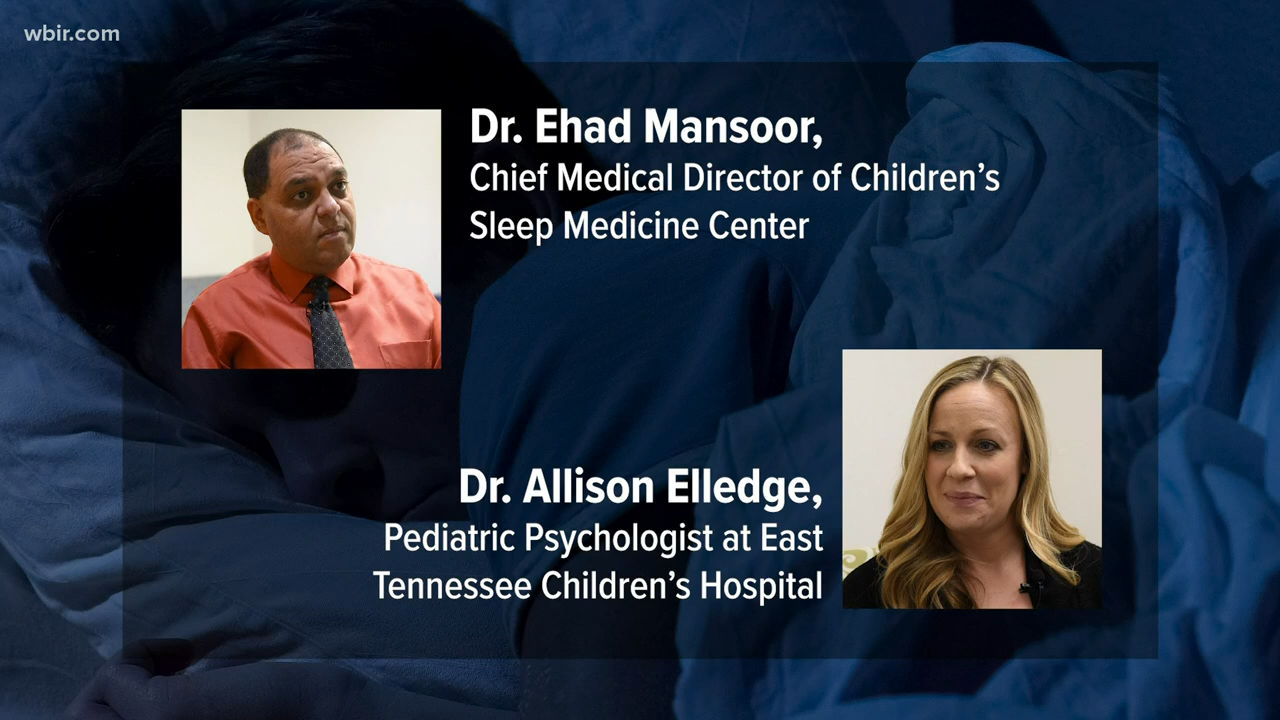 wbir.com
Dr. Ehad Mansoor,
Chief Medical Director of Children’s
Sleep Medicine Center
Dr. Allison Elledge,
Pediatric Psychologist at East
Tennessee Children’s Hospital